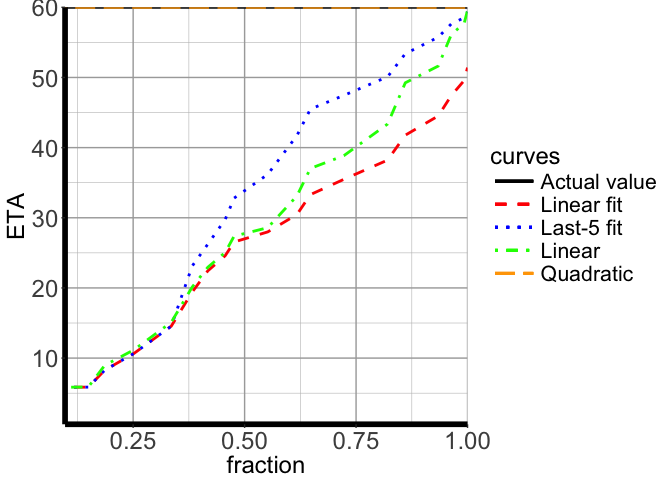 60
50
40
30
20
10
ETA
0.25 0.50 0.75 1.00
fraction
curves
Actual value
Linear fit
Last-5 fit
Linear
Quadratic